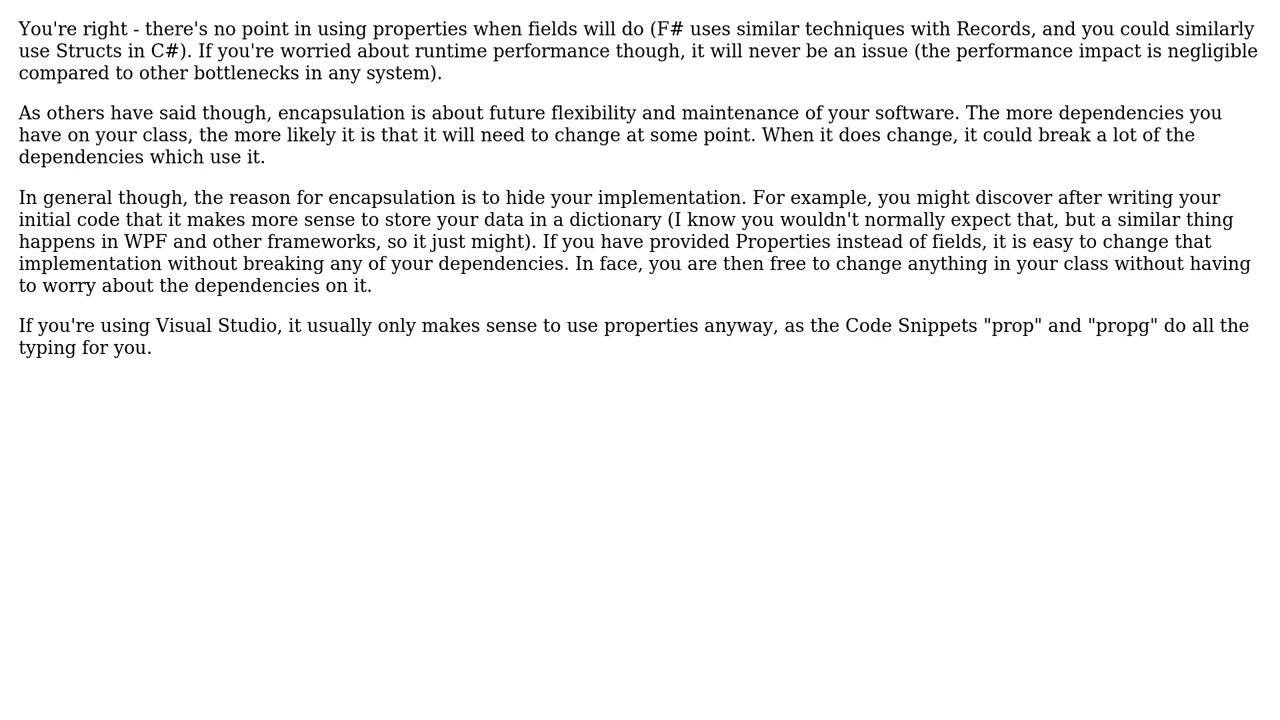 You're right - there's no point in using properties when fields will do (F# uses similar techniques with Records, and you could similarly
use Structs in C#). If you're worried about runtime performance though, it will never be an issue (the performance impact is negligible
compared to other bottlenecks in any system).
As others have said though, encapsulation is about future flexibility and maintenance of your software. The more dependencies you
have on your class, the more likely it is that it will need to change at some point. When it does change, it could break a lot of the
dependencies which use it.
In general though, the reason for encapsulation is to hide your implementation. For example, you might discover after writing your
initial code that it makes more sense to store your data in a dictionary (I know you wouldn't normally expect that, but a similar thing
happens in WPF and other frameworks, so it just might). If you have provided Properties instead of fields, it is easy to change that
implementation without breaking any of your dependencies. In face, you are then free to change anything in your class without having
to worry about the dependencies on it.
If you're using Visual Studio, it usually only makes sense to use properties anyway, as the Code Snippets "prop" and "propg" do all the
typing for you.